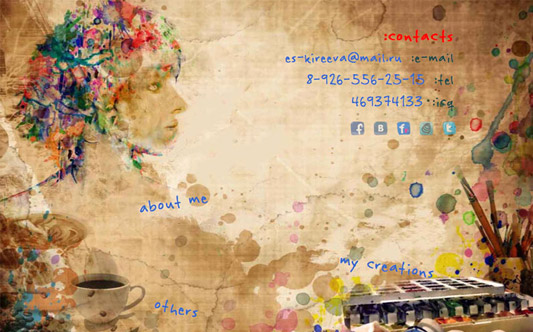 :contacts
es-kireeva@mail.ru :e-mail
8-926-556-25-15 :tel
469374133 :icq
about me
my creations
others